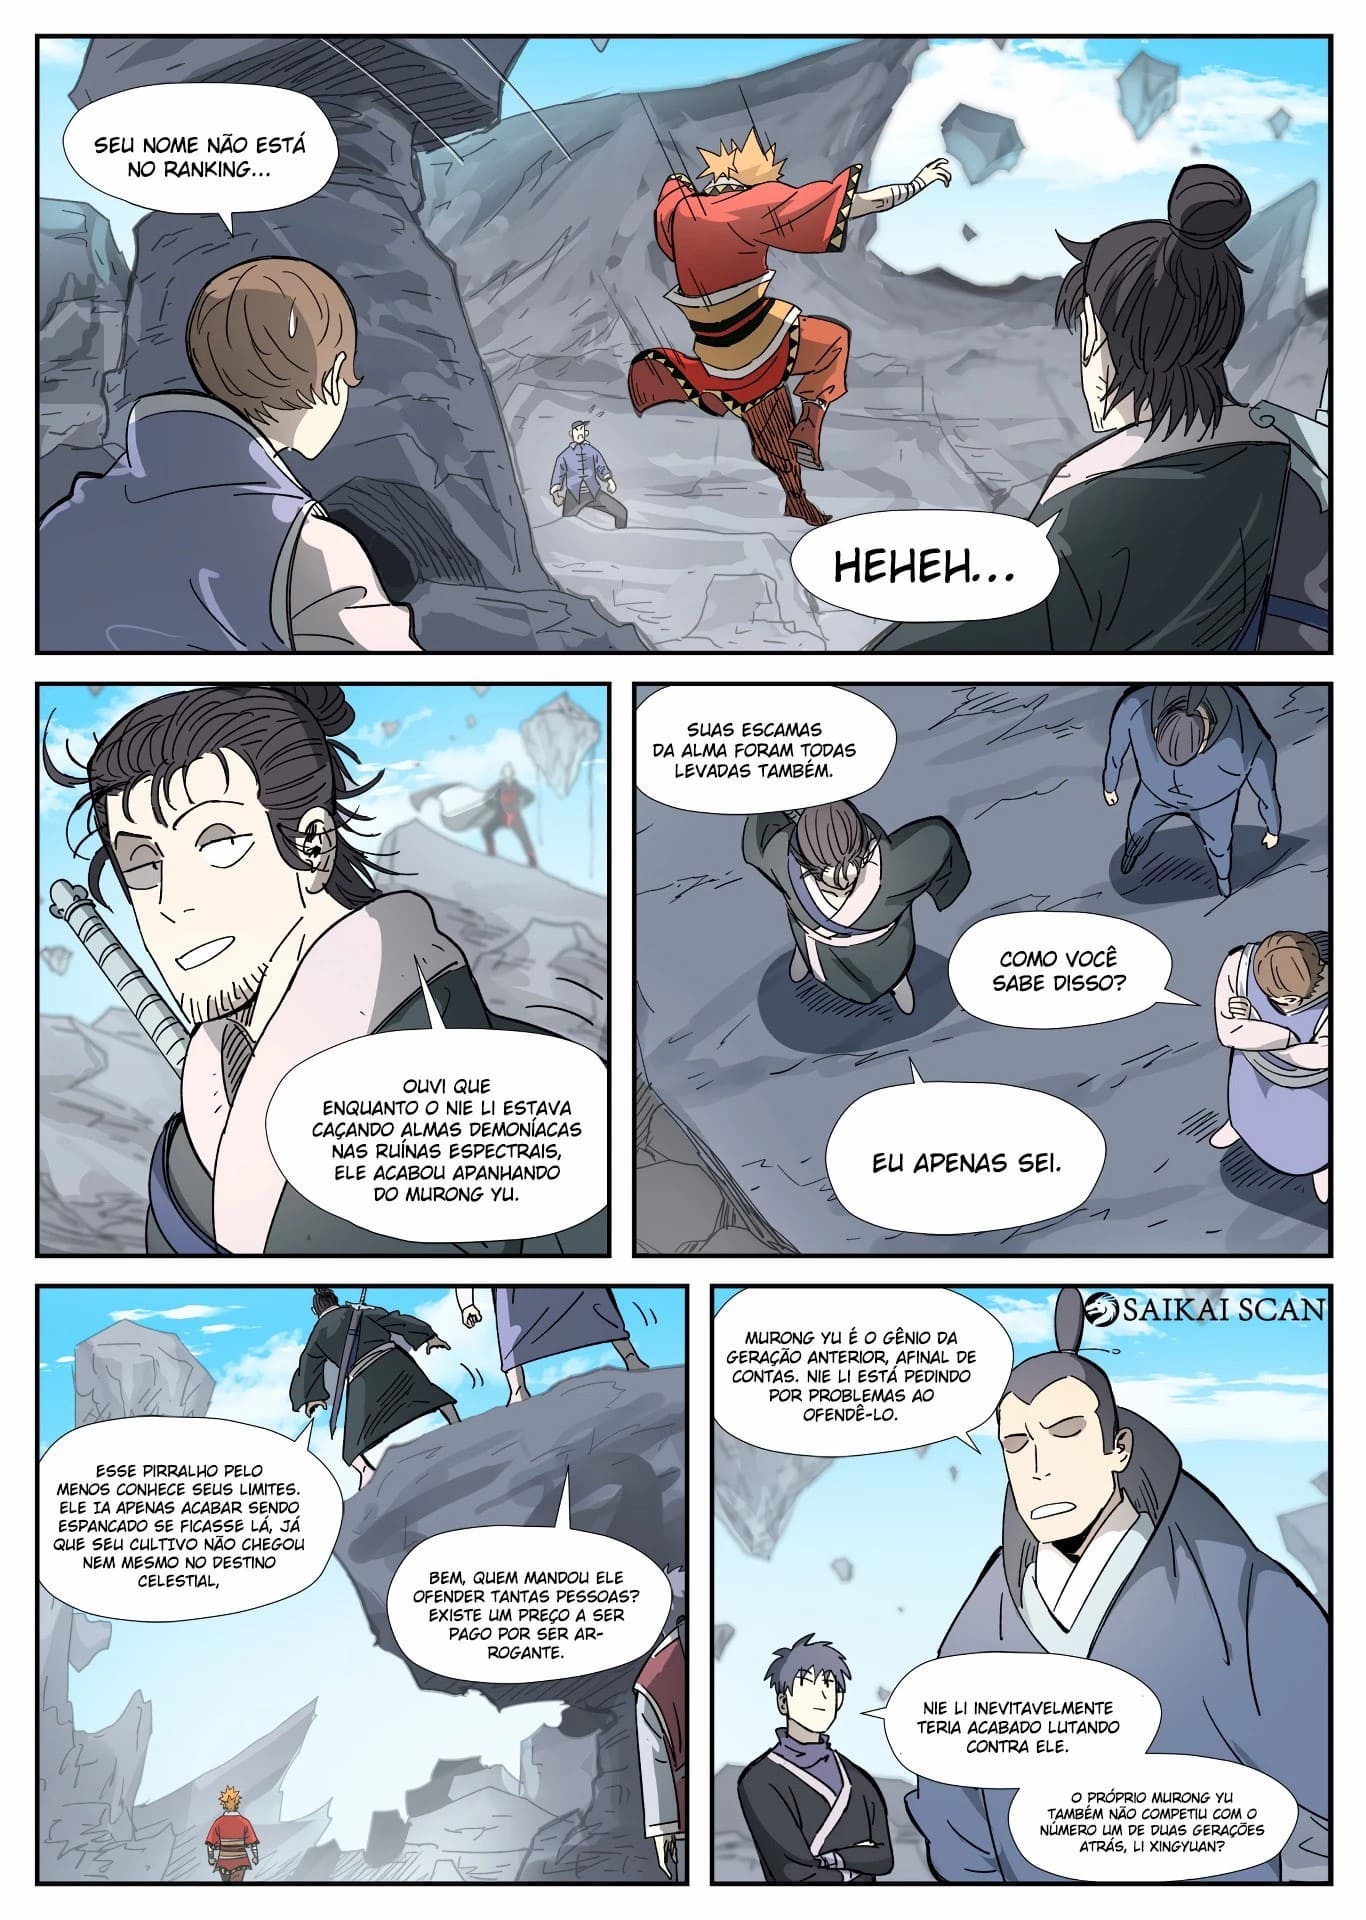 SEU NOME NÃO ESTÁ
NO RANKING...
HEHEH...
OUVI QUE
ENQUANTO O NIE LI ESTAVA
CAÇANDO ALMAS DEMONÍACAS
NAS RUÍNAS ESPECTRAIS,
ELE ACABOU APANHANDO
DO MURONG YU.
SUAS ESCAMAS
DA ALMA FORAM TODAS
LEVADAS TAMBÉM.
COMO VOCÊ
SABE DISSO?
EU APENAS SEI.
ESSE PIRRALHO PELO
MENOS CONHECE SEUS LIMITES.
ELE IA APENAS ACABAR SENDO
ESPANCADO SE FICASSE LÁ, JÁ
QUE SEU CULTIVO NÃO CHEGOU
NEM MESMO NO DESTINO
CELESTIAL,
BEM, QUEM MANDOU ELE
OFENDER TANTAS PESSOAS?
EXISTE UM PREÇO A SER
PAGO POR SER AR-
ROGANTE.
SAIKAI SCAN
MURONG YU É O GÊNIO DA
GERAÇÃO ANTERIOR, AFINAL DE
CONTAS. NIE LI ESTÁ PEDINDO
POR PROBLEMAS AO
OFENDÊ-LO.
NIE LI INEVITAVELMENTE
TERIA ACABADO LUTANDO
CONTRA ELE.
O PRÓPRIO MURONG YU
TAMBÉM NÃO COMPETIU COM O
NÚMERO UM DE DUAS GERAÇÕES
ATRÁS, LI XINGYUAN?